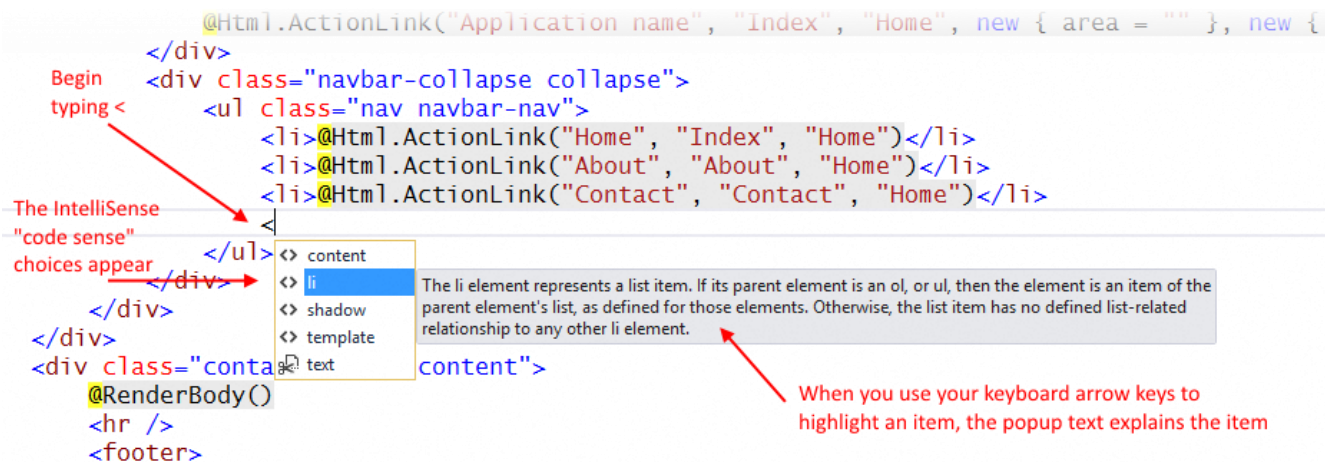 @Html.ActionLink("Application name", "Index", "Home", new { area = "" }, new {
</div>
Begin
typing <
<div class="navbar-collapse collapse">
<ul class="nav navbar-nav">
<li>@Html.ActionLink("Home", "Index", "Home")</li>
<li>@Html.ActionLink("About", "About", "Home")</li>
<li>@Html.ActionLink("Contact", "Contact", "Home")</li>
The IntelliSense
"code sense"
choices appear
<
</ul>
<> content
</div>
<> li
The li element represents a list item. If its parent element is an ol, or ul, then the element is an item of the
parent element's list, as defined for those elements. Otherwise, the list item has no defined list-related
relationship to any other li element.
</div>
<> shadow
</div>
<> template
<div class="conta
text
content">
@RenderBody()
<hr />
<footer>
When you use your keyboard arrow keys to
highlight an item, the popup text explains the item